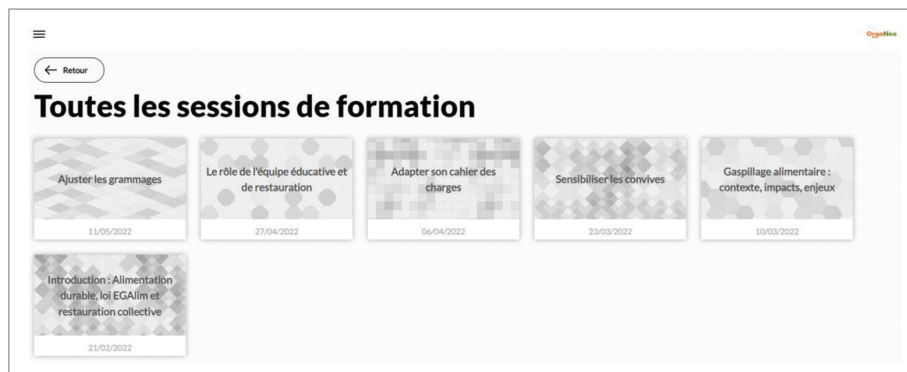 OrgaNeo
Retour
Toutes les sessions de formation
Ajuster les grammages
11/05/2022
Le rôle de l'équipe éducative et
de restauration
27/04/2022
Adapter son cahier des
charges
06/04/2022
Sensibiliser les convives
23/03/2022
Gaspillage alimentaire :
contexte, impacts, enjeux
10/03/2022
Introduction : Alimentation
durable, loi EGAlim et
restauration collective
21/02/2022